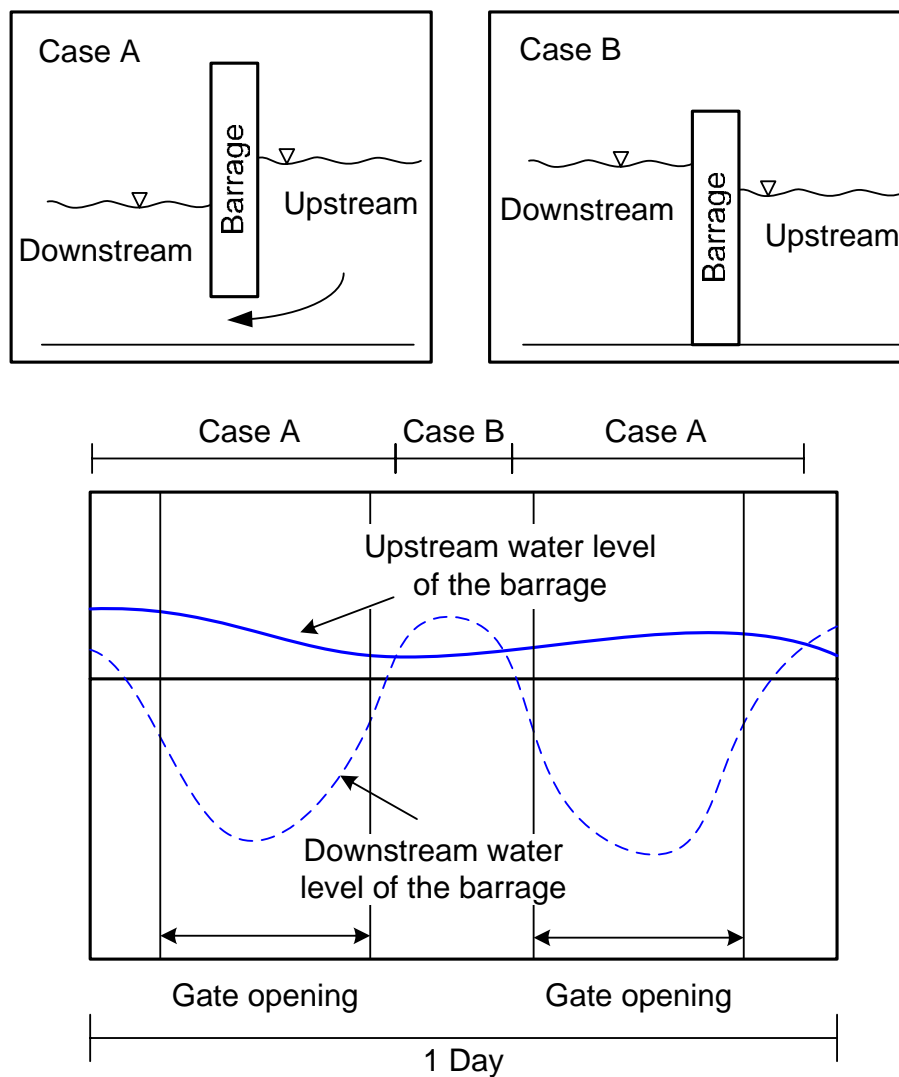 Case A
Barrage
Upstream
Downstream
Case B
Barrage
Downstream
Upstream
Case A
Case B
Case A
Upstream water level
of the barrage
Downstream water
level of the barrage
Gate opening
Gate opening
1 Day